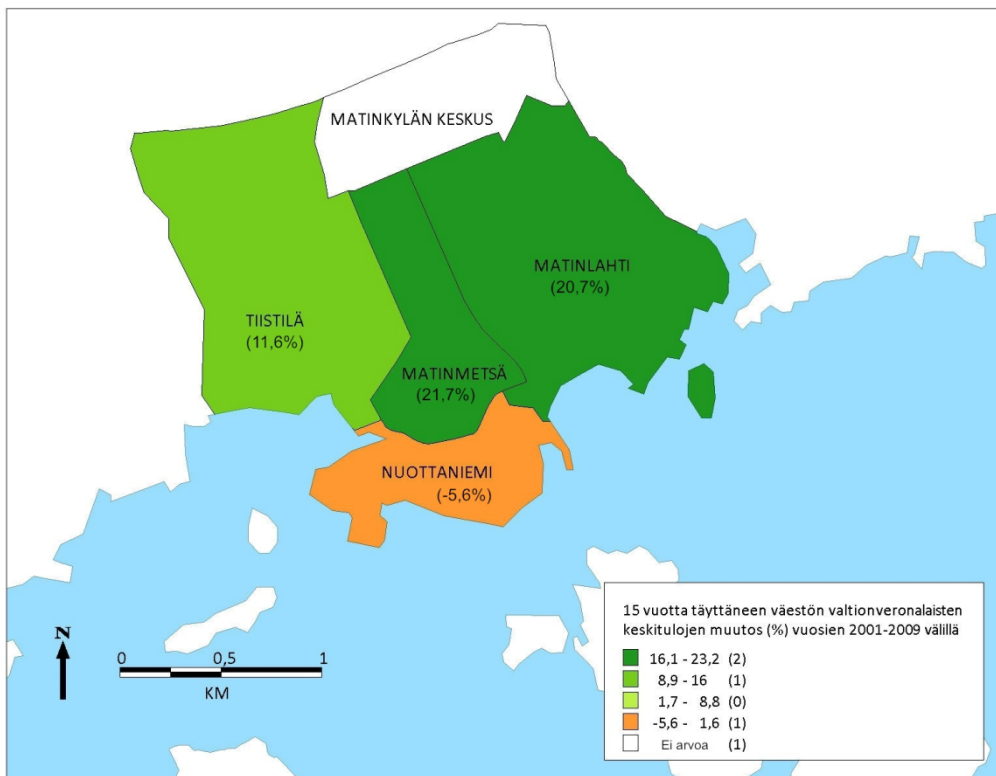 MATINKYLÄN KESKUS
MATINLAHTI
(20,7%)
TIISTILÄ
(11,6%)
MATINMETSÄ
(21,7%)
NUOTTANIEMI
(-5,6%)
15 vuotta täyttäneen väestön valtionveronalaisten
keskitulojen muutos (%) vuosien 2001-2009 välillä
16,1 - 23,2 (2)
8,9 - 16 (1)
1,7 - 8,8 (0)
-5,6 - 1,6 (1)
Ei arvoa (1)
N
0 0,5 1
KM